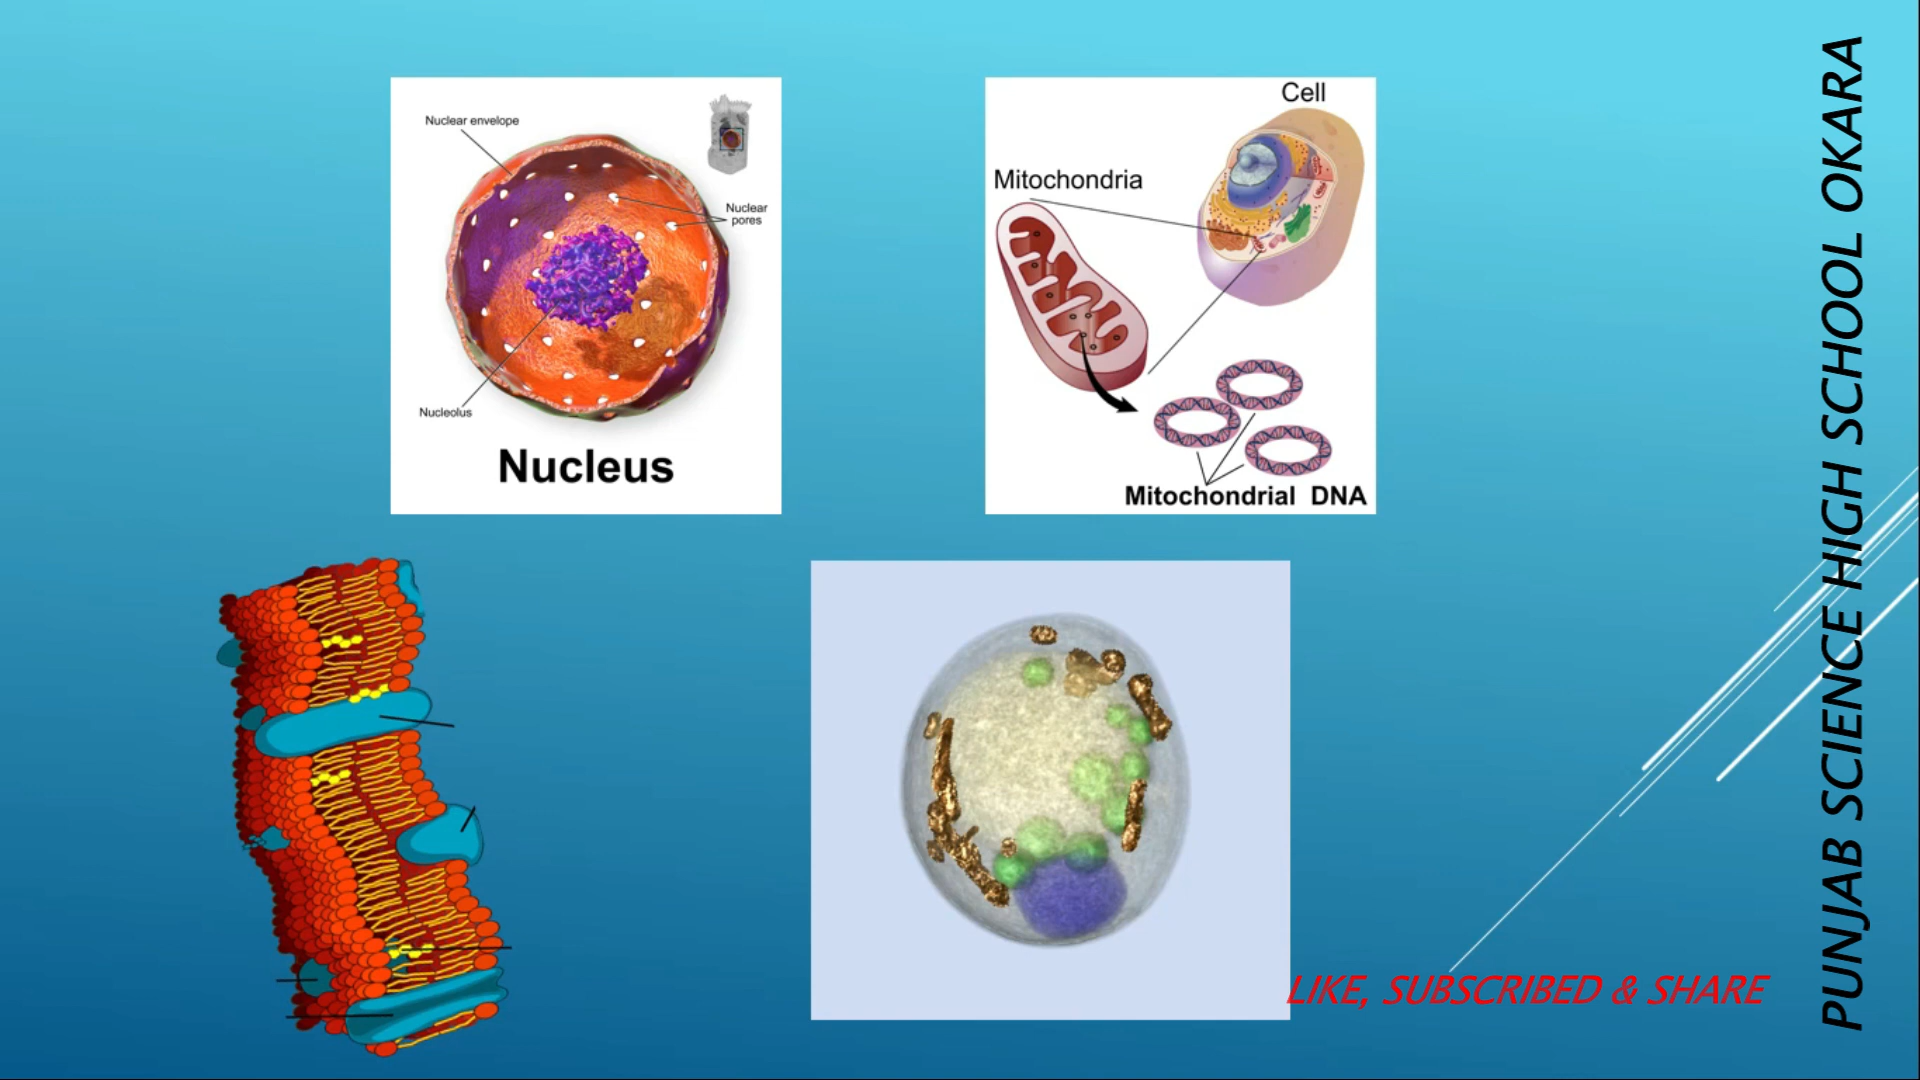 Nuclear envelope
Nuclear
pores
Nucleolus
Nucleus
Cell
Mitochondria
Mitochondrial DNA
LIKE, SUBSCRIBED & SHARE
PUNJAB SCIENCE HIGH SCHOOL OKARA